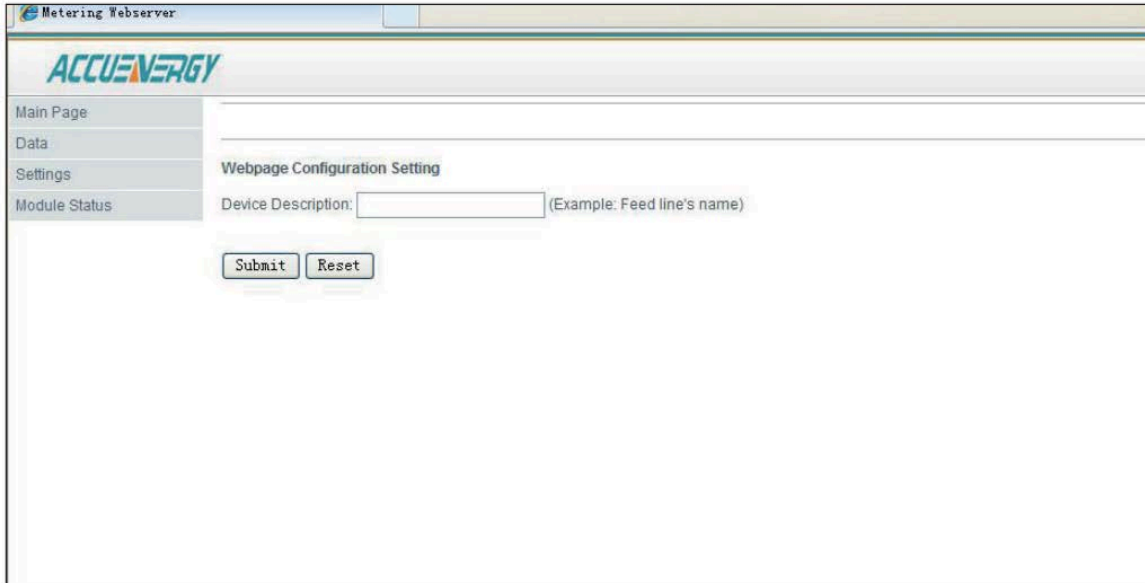 Metering Webserver
ACCUENERGY
Main Page
Data
Settings
Module Status
Webpage Configuration Setting
Device Description: (Example: Feed line's name)
Submit Reset